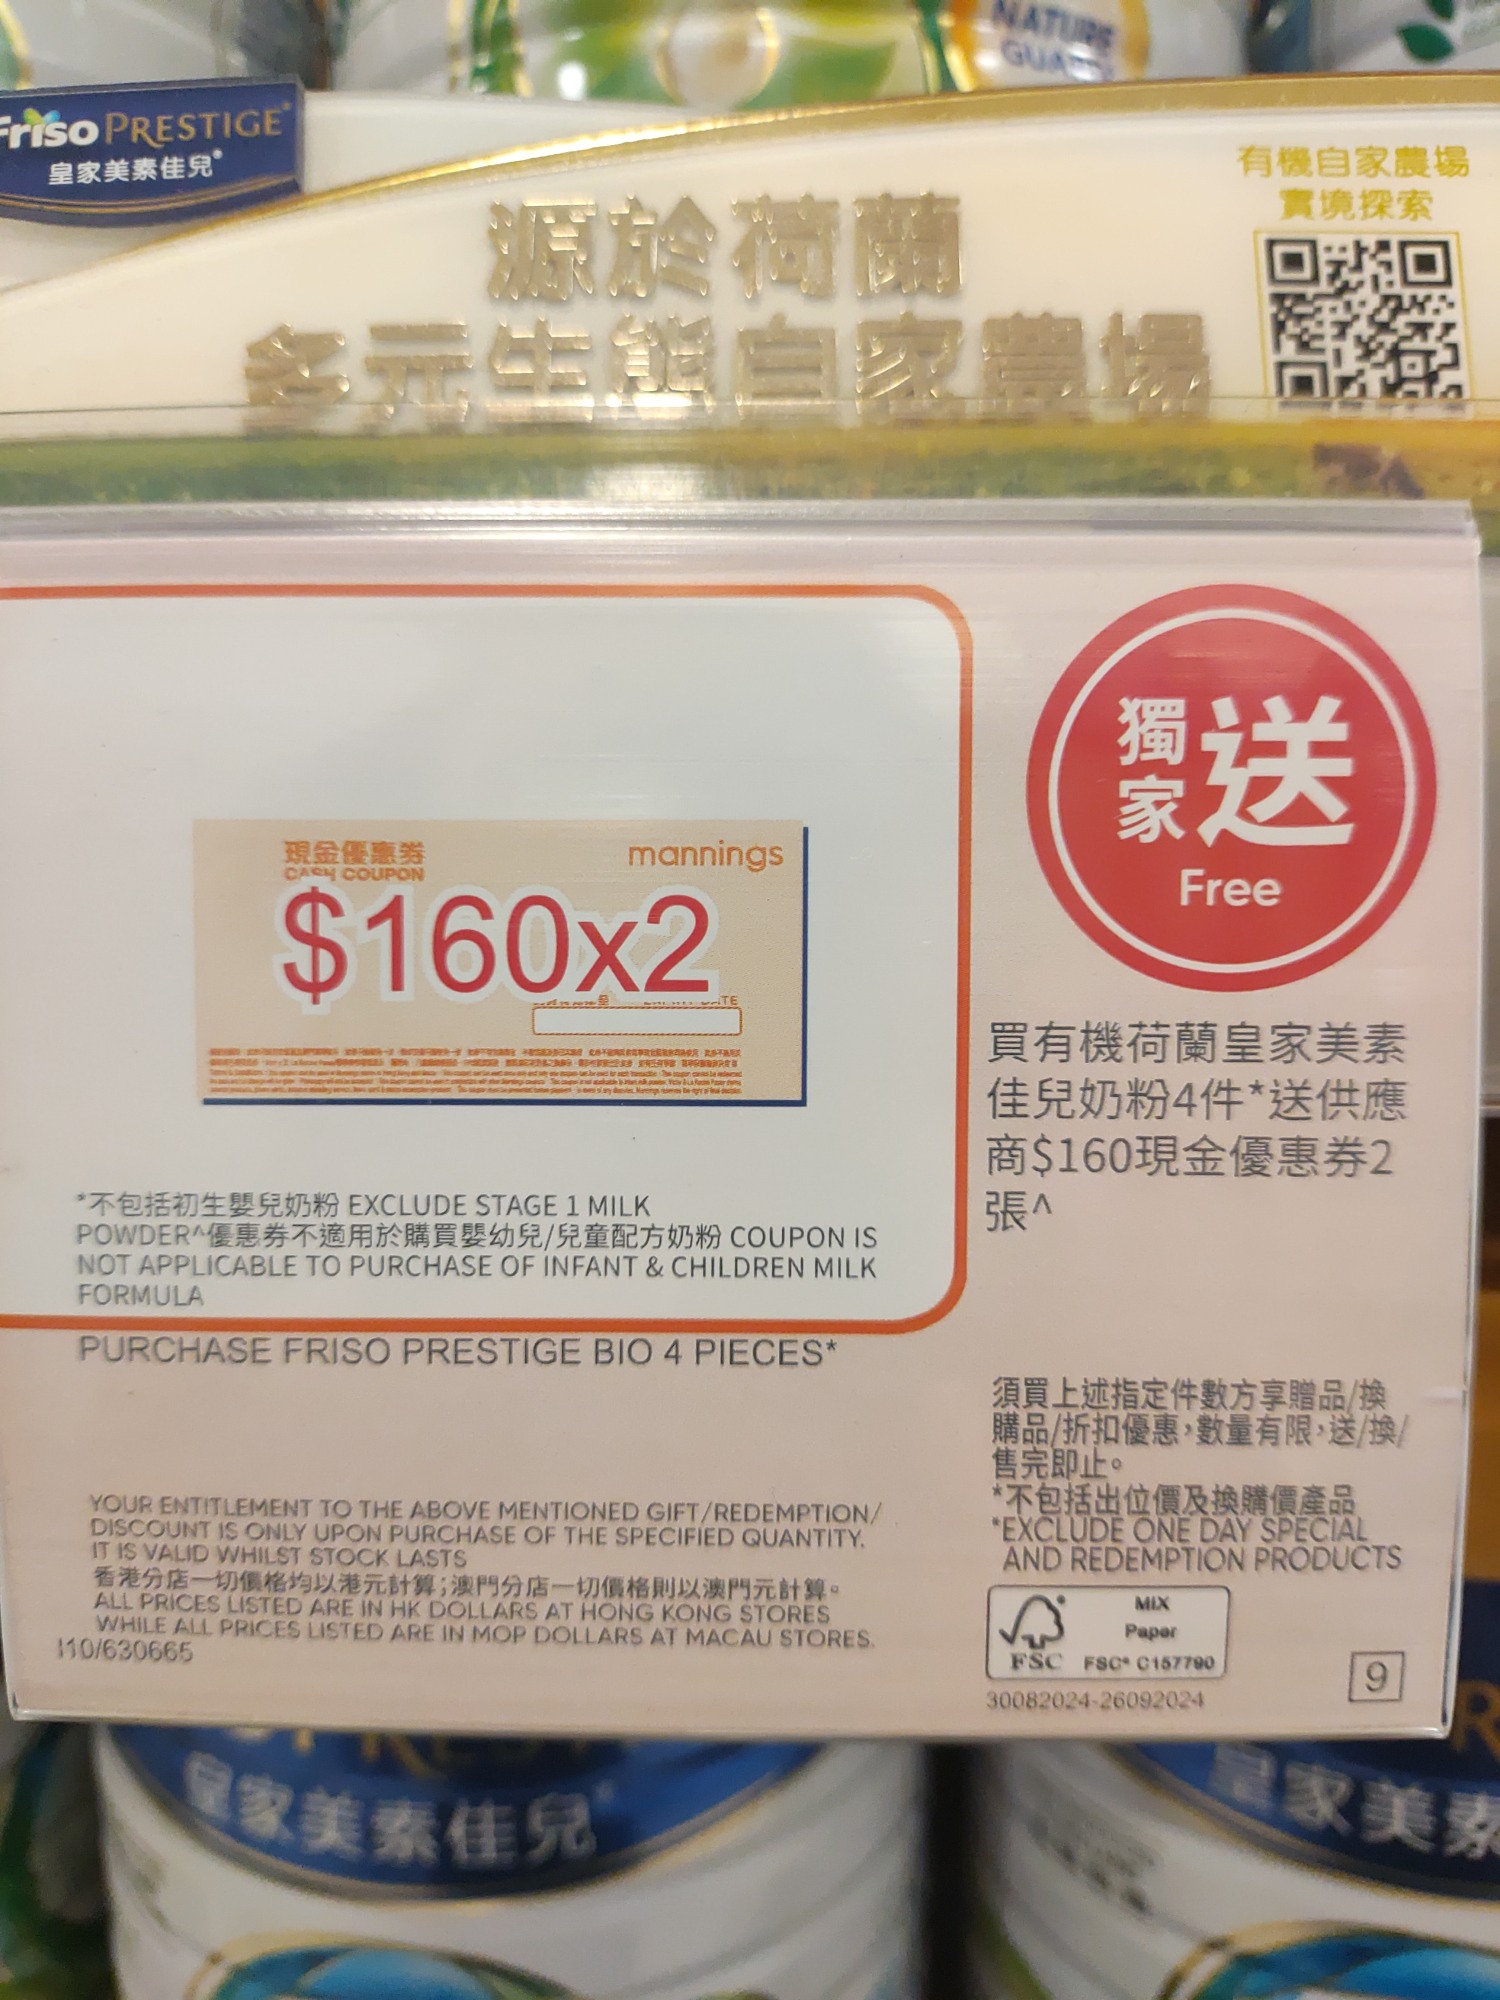 NATURE
GUARD
Friso PRESTIGE
皇家美素佳兒
有機自家農場
實境探索
源於荷蘭
多元生態自家農場
獨家送
Free
現金優惠券
CASH COUPON
mannings
$160x2
買有機荷蘭皇家美素
佳兒奶粉4件*送供應
商$160現金優惠券2
張^
*不包括初生嬰兒奶粉 EXCLUDE STAGE 1 MILK
POWDER^優惠券不適用於購買嬰幼兒/兒童配方奶粉 COUPON IS
NOT APPLICABLE TO PURCHASE OF INFANT & CHILDREN MILK
FORMULA
PURCHASE FRISO PRESTIGE BIO 4 PIECES*
須買上述指定件數方享贈品/換
購品/折扣優惠,數量有限,送/換/
售完即止。
*不包括出位價及換購價產品
*EXCLUDE ONE DAY SPECIAL
AND REDEMPTION PRODUCTS
YOUR ENTITLEMENT TO THE ABOVE MENTIONED GIFT/REDEMPTION/
DISCOUNT IS ONLY UPON PURCHASE OF THE SPECIFIED QUANTITY.
IT IS VALID WHILST STOCK LASTS
香港分店一切價格均以港元計算;澳門分店一切價格則以澳門元計算。
ALL PRICES LISTED ARE IN HK DOLLARS AT HONG KONG STORES
WHILE ALL PRICES LISTED ARE IN MOP DOLLARS AT MACAU STORES.
I10/630665
FSC
MIX
Paper
FSC® C157790
30082024-26092024
9
皇家美素佳兒
皇家美素